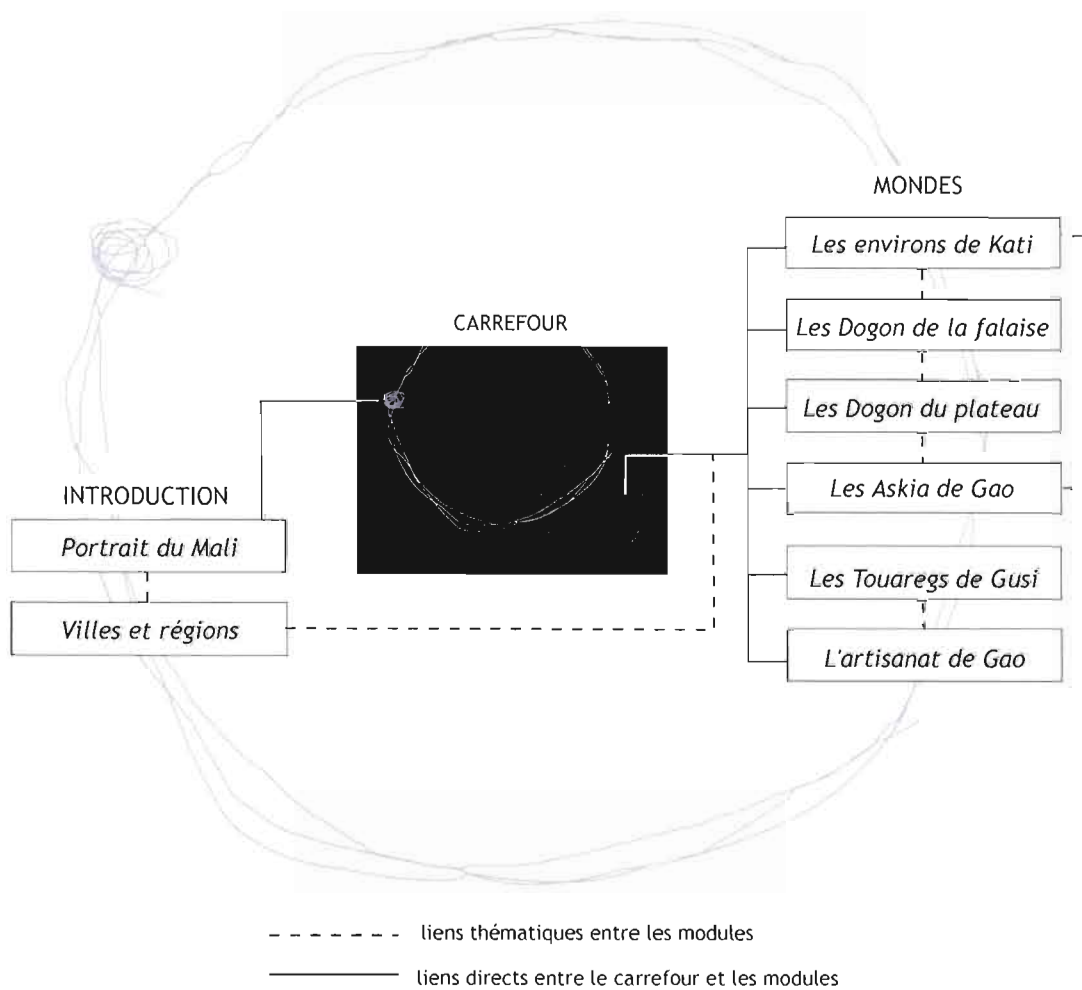 MONDES
Les environs de Kati
Les Dogon de la falaise
CARREFOUR
Les Dogon du plateau
Les Askia de Gao
INTRODUCTION
Portrait du Mali
Les Touaregs de Gusi
Villes et régions
L'artisanat de Gao
liens thématiques entre les modules
liens directs entre le carrefour et les modules